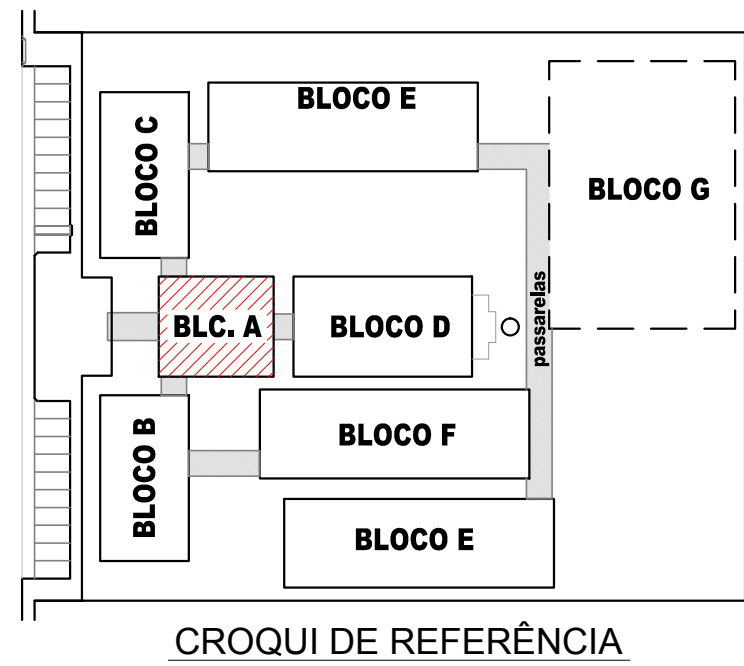 BLOCO E
BLOCO C
BLOCO G
BLC. A
BLOCO D
passarelas
BLOCO B
BLOCO F
BLOCO E
CROQUI DE REFERÊNCIA